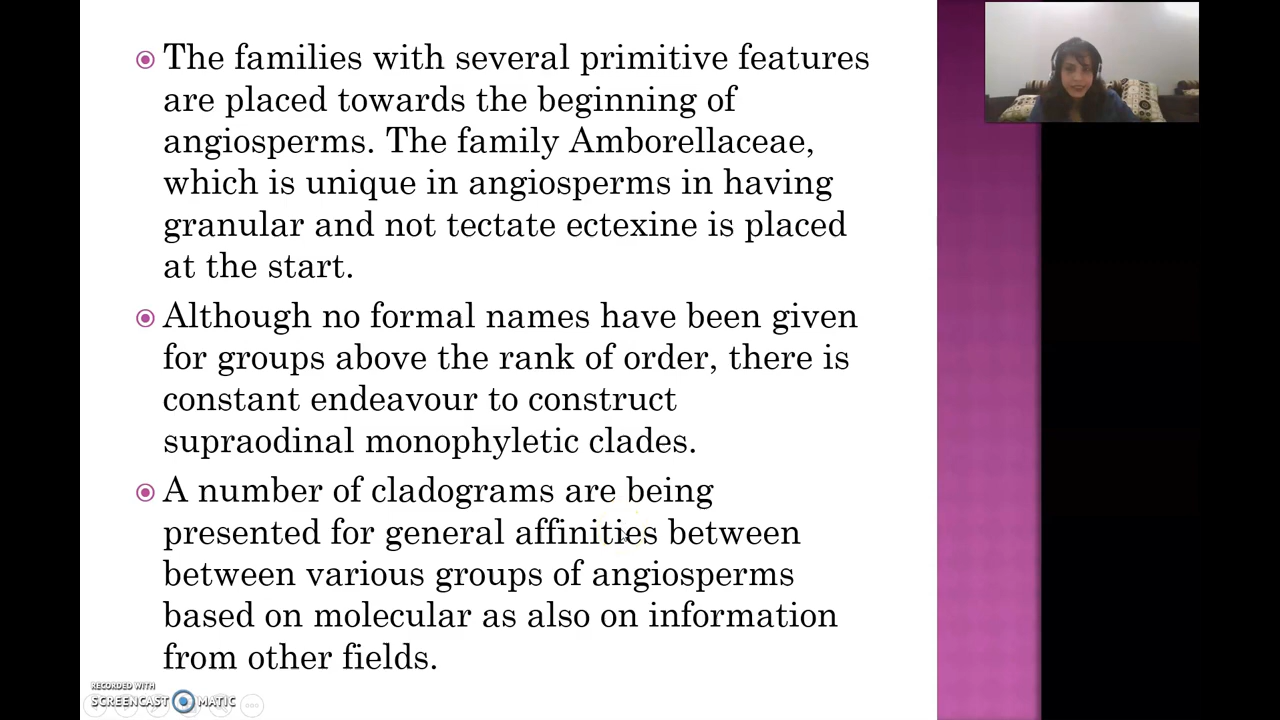 The families with several primitive features
are placed towards the beginning of
angiosperms. The family Amborellaceae,
which is unique in angiosperms in having
granular and not tectate ectexine is placed
at the start.
Although no formal names have been given
for groups above the rank of order, there is
constant endeavour to construct
supraodinal monophyletic clades.
A number of cladograms are being
presented for general affinities between
between various groups of angiosperms
based on molecular as also on information
from other fields.
RECORDED WITH
SCREENCAST MATIC